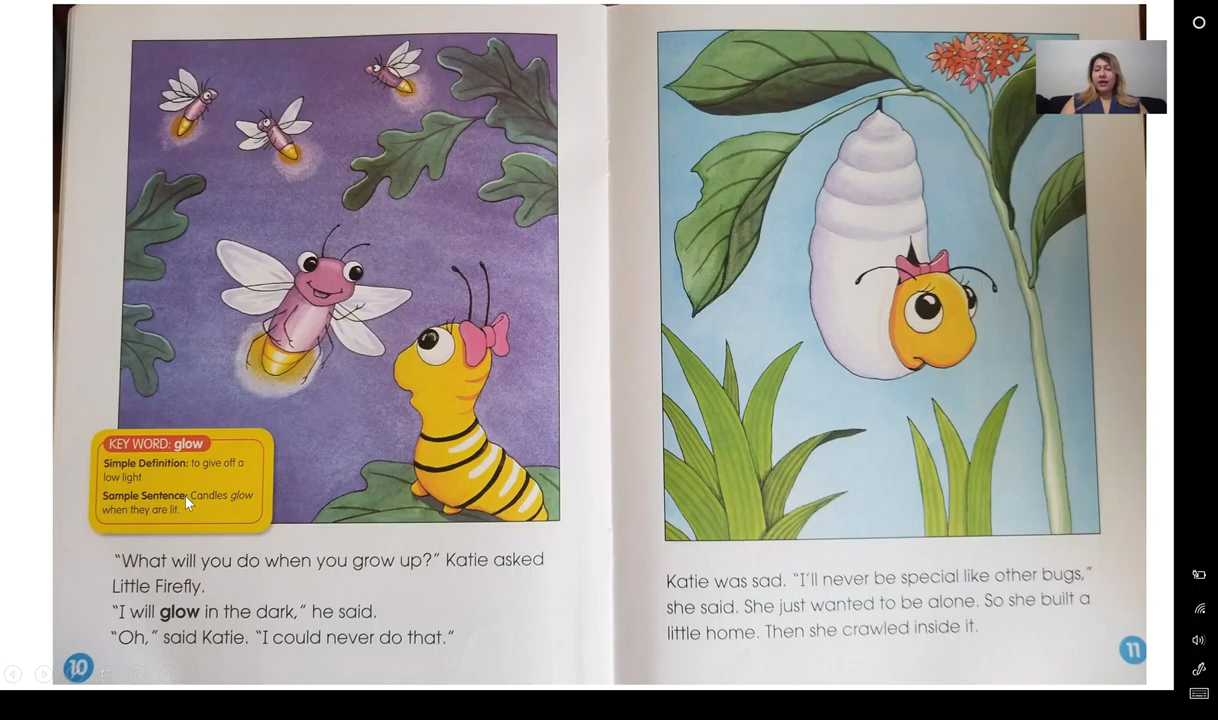 KEY WORD: glow
Simple Definition: to give off a
low light
Sample Sentence: Candles glow
when they are lit.
"What will you do when you grow up?" Katie asked
Little Firefly.
"I will glow in the dark," he said.
"Oh," said Katie. "I could never do that."
10
Katie was sad. "I'll never be special like other bugs,"
she said. She just wanted to be alone. So she built a
little home. Then she crawled inside it.
11